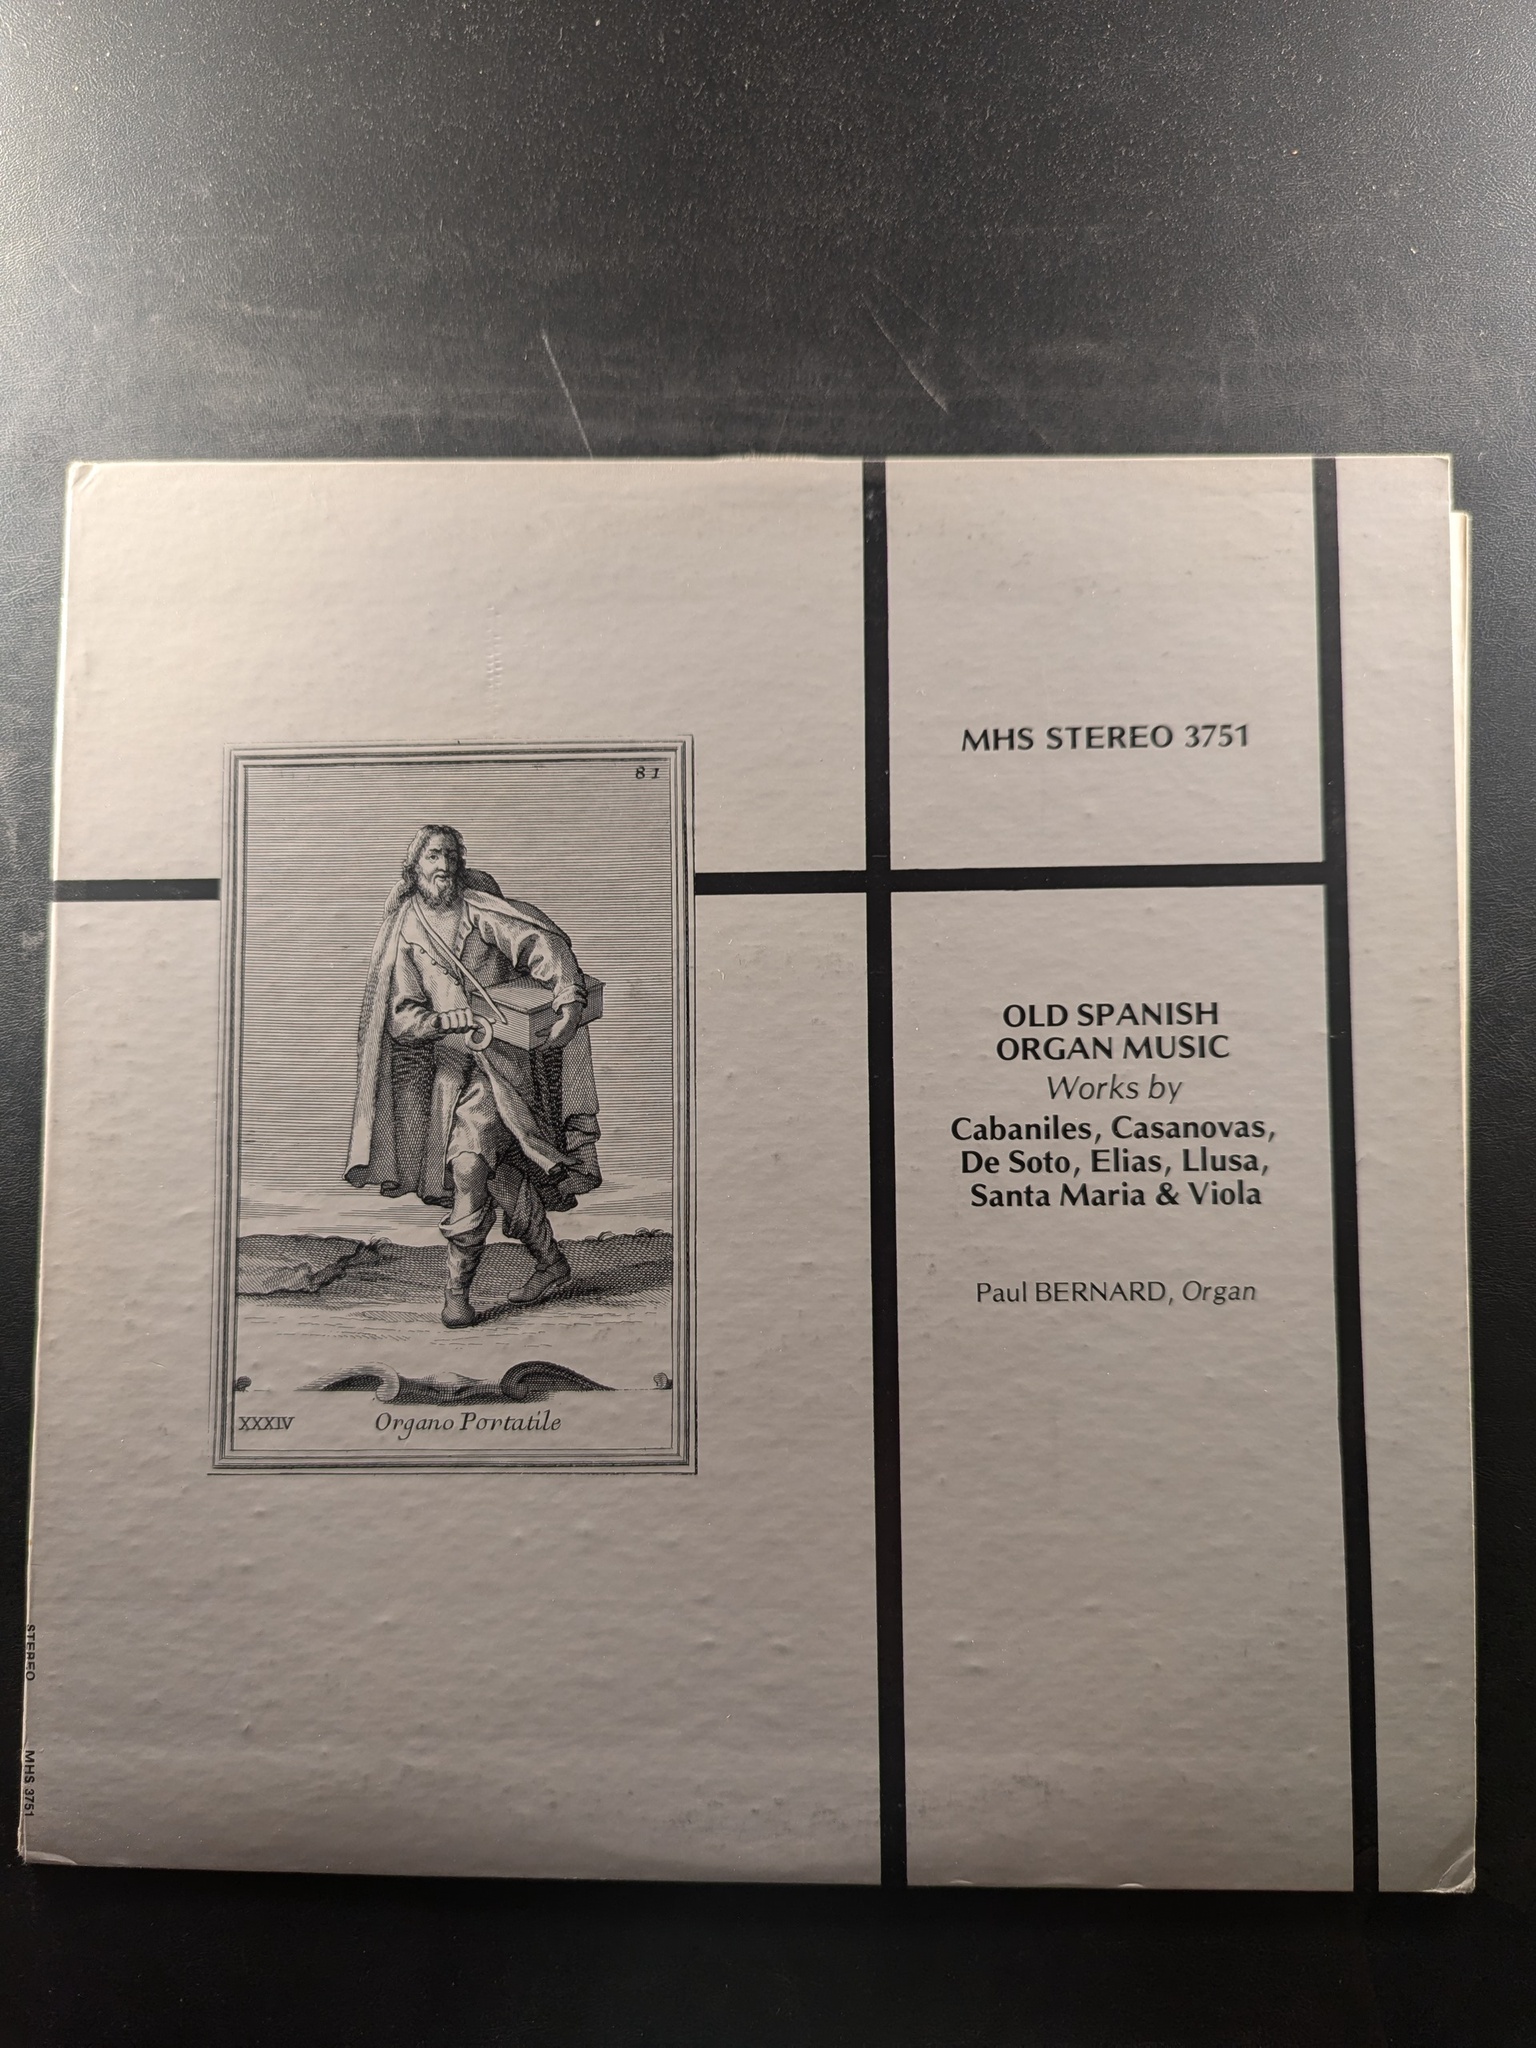 MHS STEREO 3751
81
XXXIV Organo Portatile
OLD SPANISH
ORGAN MUSIC
Works by
Cabaniles, Casanovas,
De Soto, Elias, Llusa,
Santa Maria & Viola
Paul BERNARD, Organ
STEREO MHS 3751